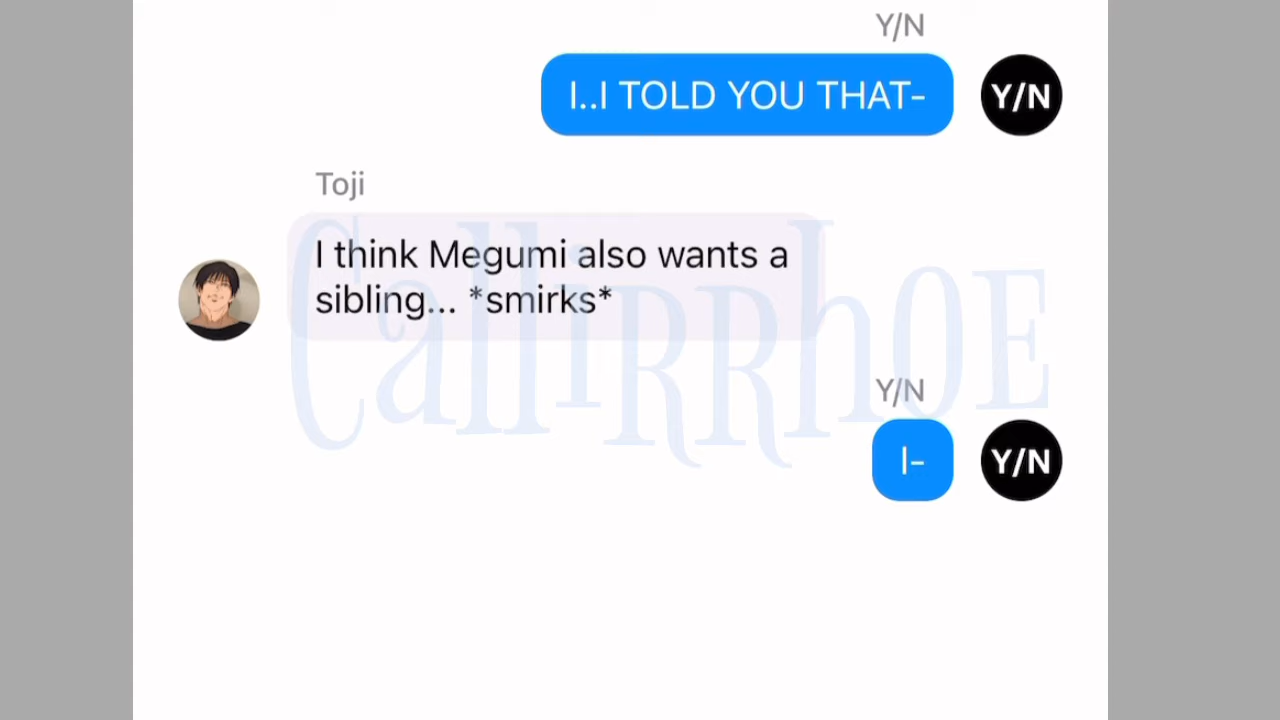 Y/N
I..I TOLD YOU THAT-
Y/N
Toji
I think Megumi also wants a
sibling... *smirks*
CallirrhOE
Y/N
I-
Y/N